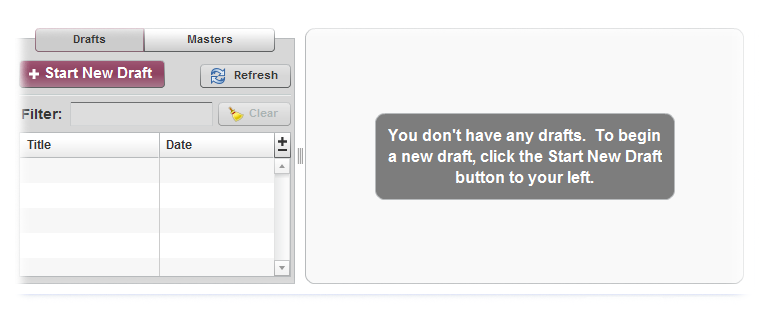 Drafts Masters
+ Start New Draft Refresh
Filter: Clear
Title Date
You don't have any drafts. To begin
a new draft, click the Start New Draft
button to your left.